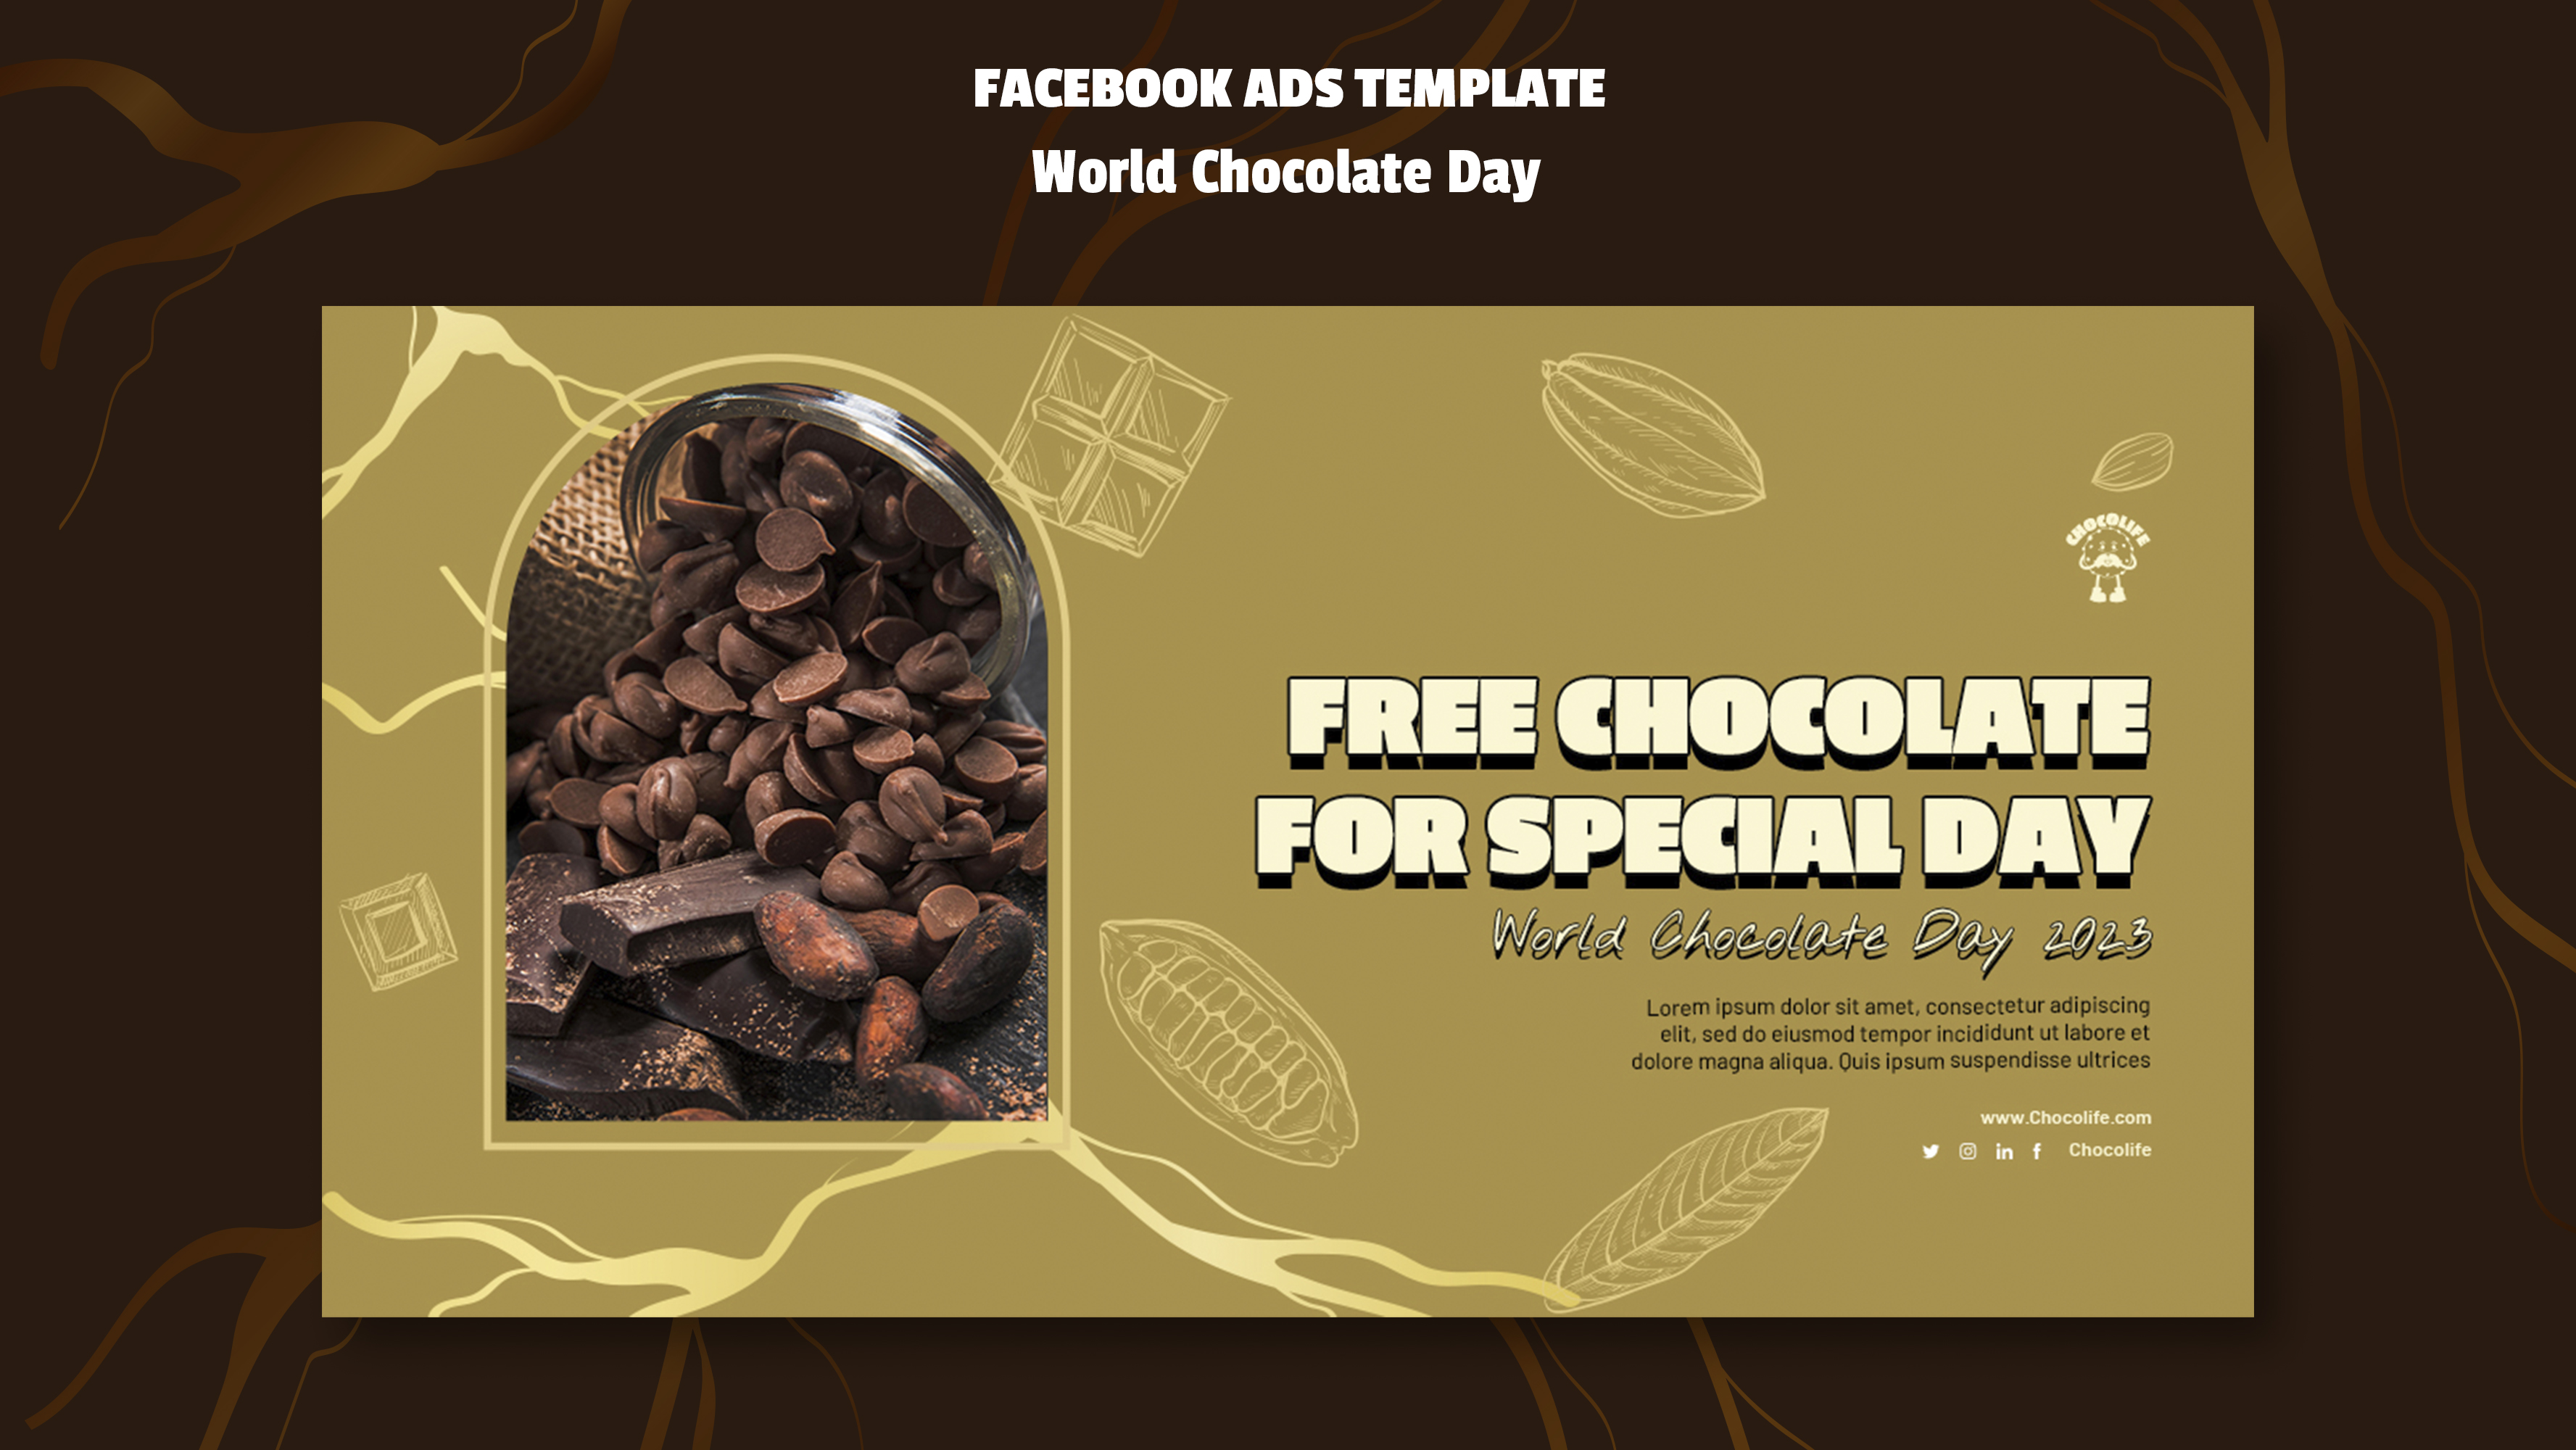 FACEBOOK ADS TEMPLATE
World Chocolate Day
CHOCOLIFE
FREE CHOCOLATE
FOR SPECIAL DAY
World Chocolate Day 2023
Lorem ipsum dolor sit amet, consectetur adipiscing
elit, sed do eiusmod tempor incididunt ut labore et
dolore magna aliqua. Quis ipsum suspendisse ultrices
www.Chocolife.com
Chocolife